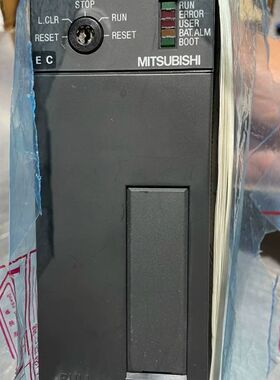 STOP
RUN
L.CLR
RUN
ERROR
USER
BAT.ALM
RESET
RESET
BOOT
E C
MITSUBISHI